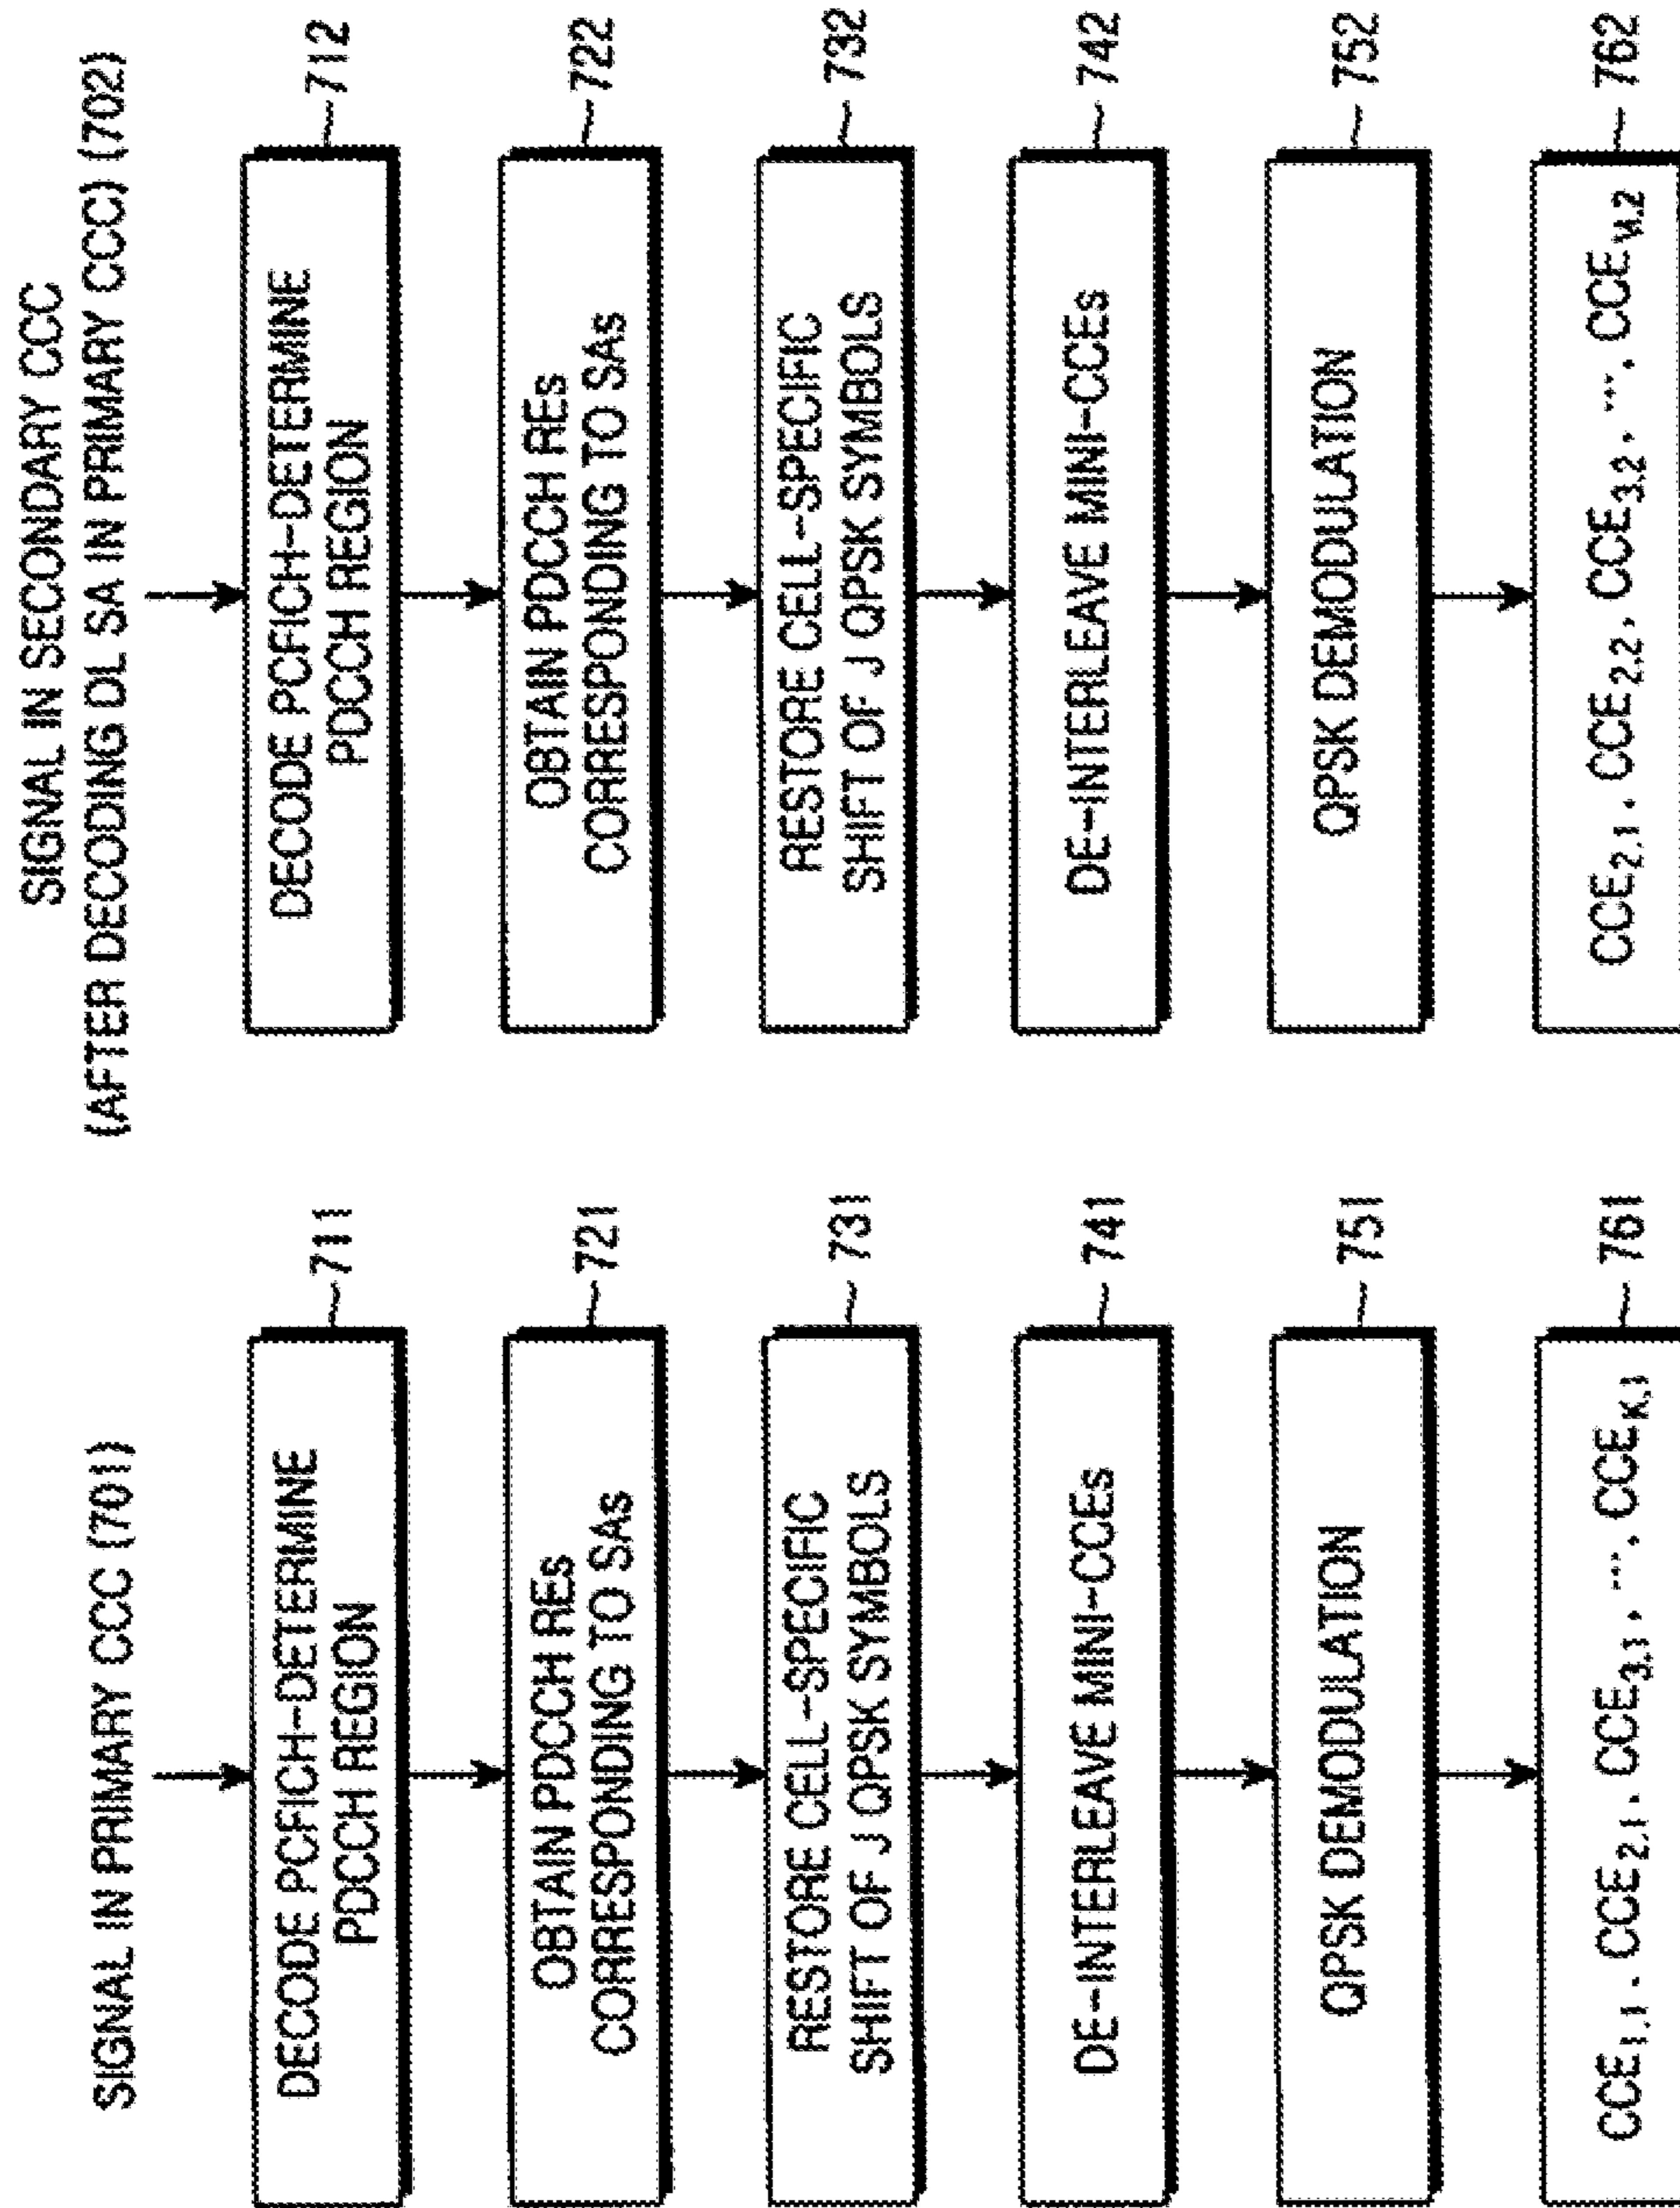 SIGNAL IN PRIMARY CCC (701)
DECODE PCFICH-DETERMINE
PDCCH REGION
711
OBTAIN PDCCH REs
CORRESPONDING TO SAs
721
RESTORE CELL-SPECIFIC
SHIFT OF J QPSK SYMBOLS
731
DE-INTERLEAVE MINI-CCEs
741
QPSK DEMODULATION
751
CCE1,1, CCE2,1, CCE3,1, ..., CCEK,1
761
SIGNAL IN SECONDARY CCC
(AFTER DECODING DL SA IN PRIMARY CCC) (702)
DECODE PCFICH-DETERMINE
PDCCH REGION
712
OBTAIN PDCCH REs
CORRESPONDING TO SAs
722
RESTORE CELL-SPECIFIC
SHIFT OF J QPSK SYMBOLS
732
DE-INTERLEAVE MINI-CCEs
742
QPSK DEMODULATION
752
CCE2,1, CCE2,2, CCE3,2, ...,
762